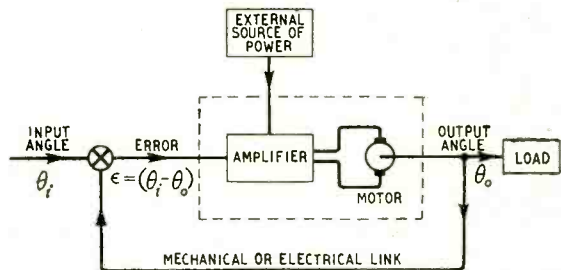 EXTERNAL
SOURCE OF
POWER
INPUT
ANGLE
θi
ERROR
ϵ=(θi-θo)
AMPLIFIER
MOTOR
OUTPUT
ANGLE
θo
LOAD
MECHANICAL OR ELECTRICAL LINK